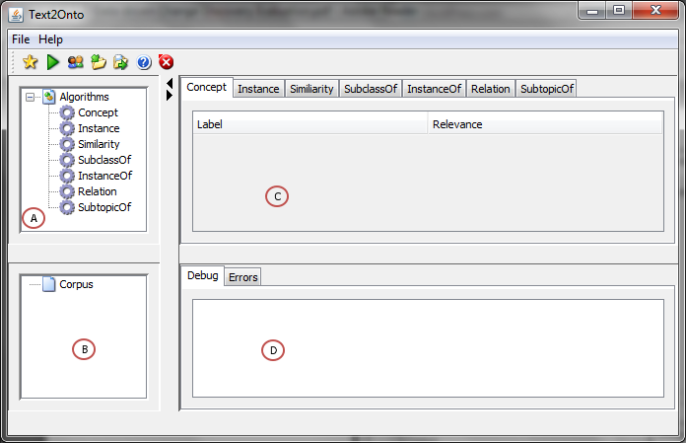 Text2Onto
File Help
Algorithms
Concept
Instance
Similarity
SubclassOf
InstanceOf
Relation
SubtopicOf
A
Corpus
B
Concept Instance Similiarity SubclassOf InstanceOf Relation SubtopicOf
Label Relevance
C
Debug Errors
D